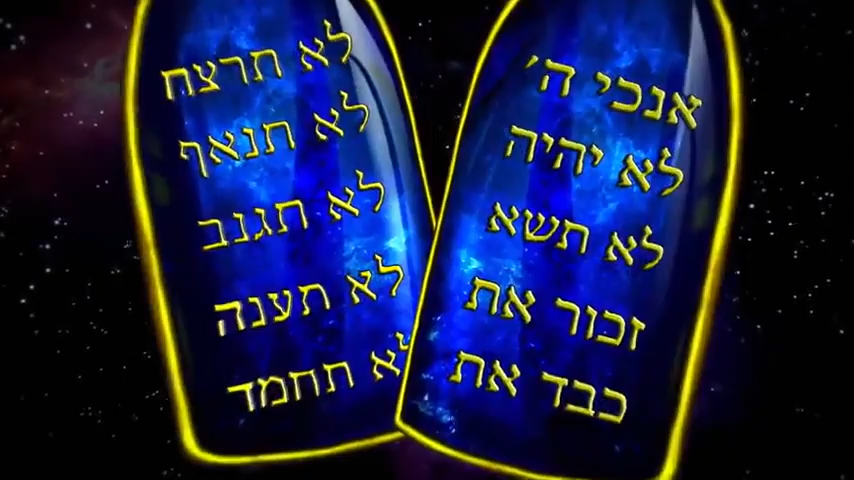 אנכי ה׳
לא יהיה
לא תשא
זכור את
כבד את
לא תרצח
לא תנאף
לא תגנב
לא תענה
לא תחמד